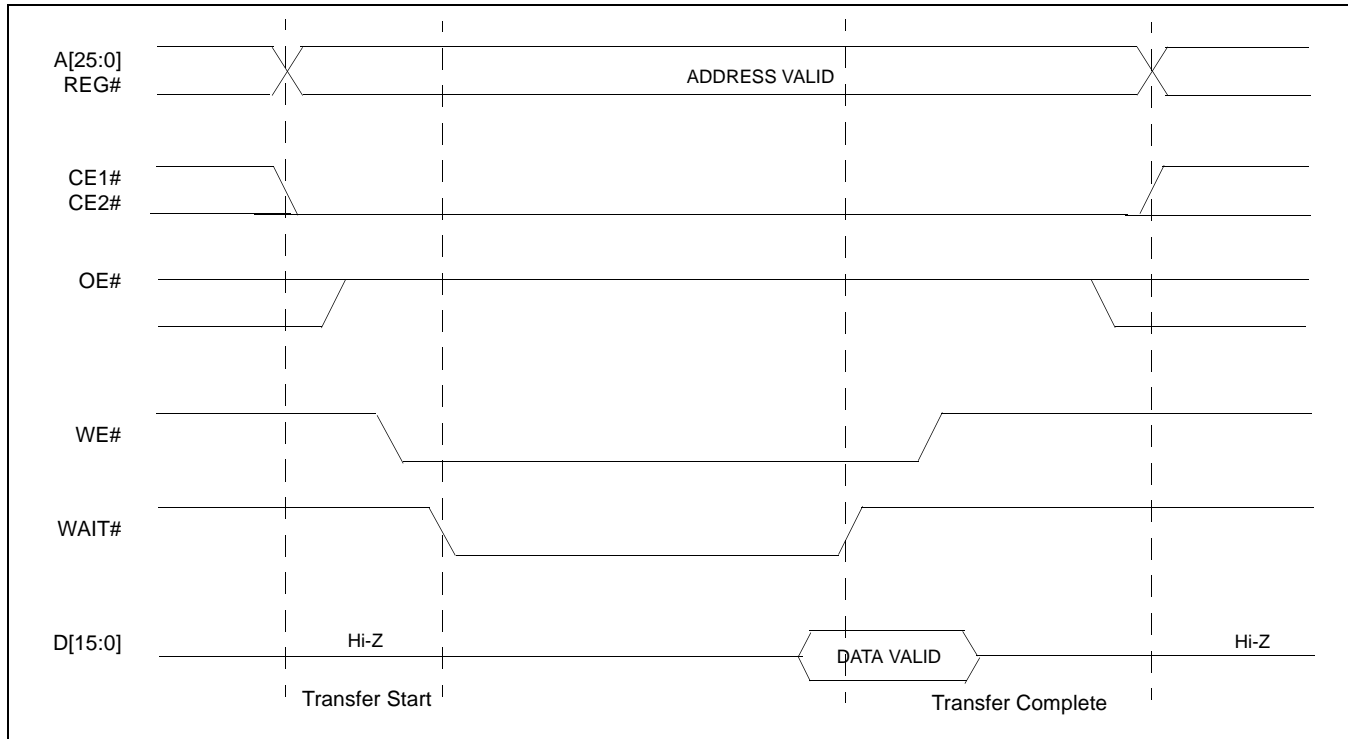 A[25:0]
REG#
ADDRESS VALID
CE1#
CE2#
OE#
WE#
WAIT#
D[15:0]
Hi-Z
DATA VALID
Hi-Z
Transfer Start
Transfer Complete